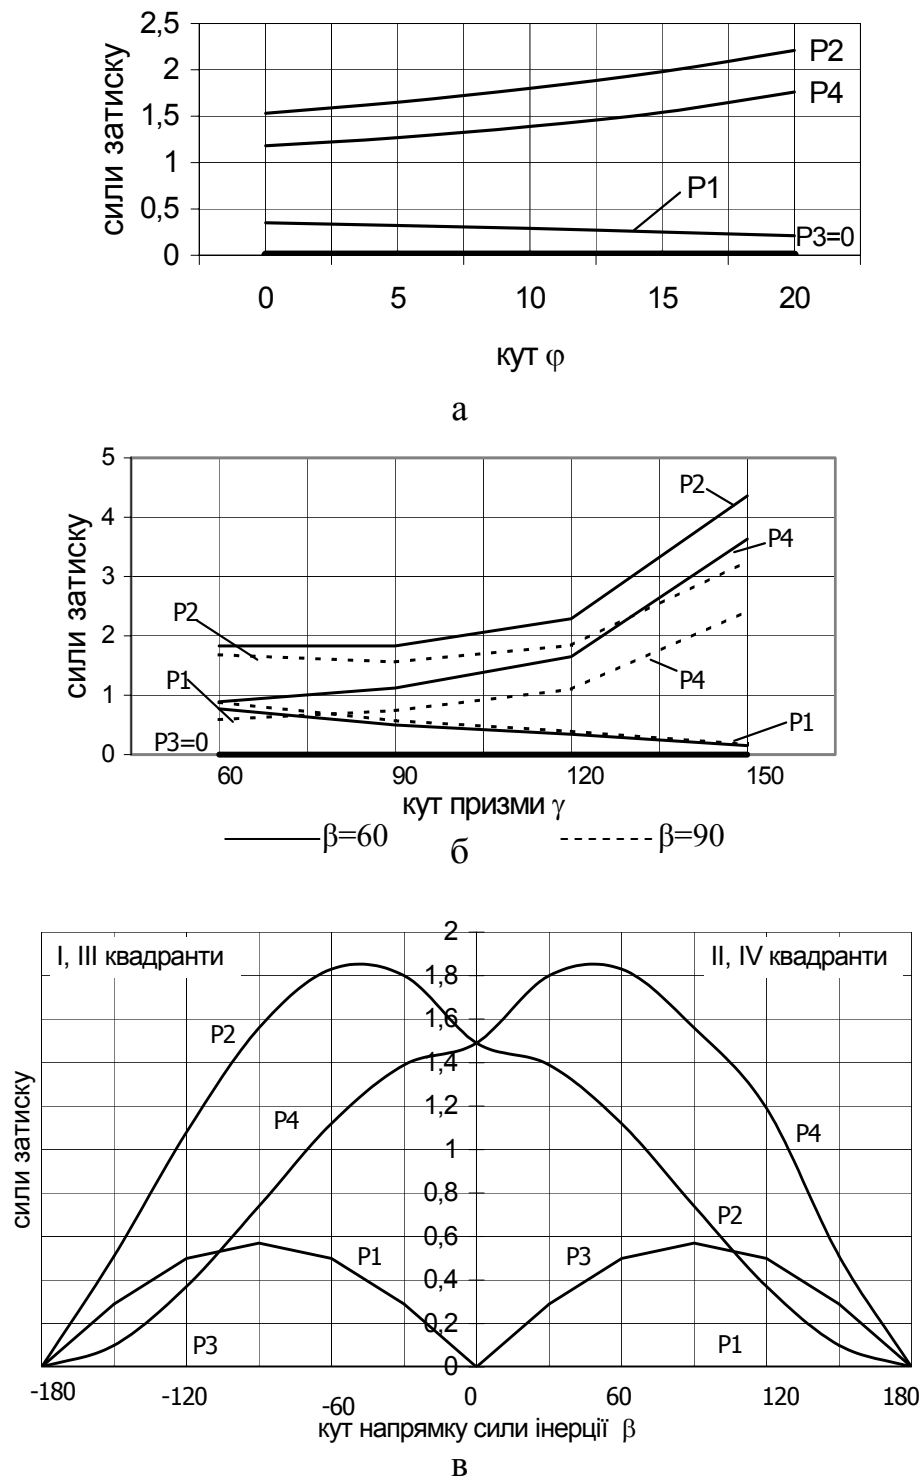 2,5
2
1,5
1
0,5
0
сили затиску
P2
P4
P1
P3=0
0 5 10 15 20
кут φ
а
5
4
3
2
1
0
сили затиску
P2
P4
P2
P4
P1
P1
P3=0
60 90 120 150
кут призми γ
β=60 β=90
б
I, III квадранти
II, IV квадранти
2
1,8
1,6
1,4
1,2
1
0,8
0,6
0,4
0,2
0
сили затиску
P2
P4
P4
P2
P1
P3
P3
P1
-180 -120 -60 0 60 120 180
кут напрямку сили інерції β
в